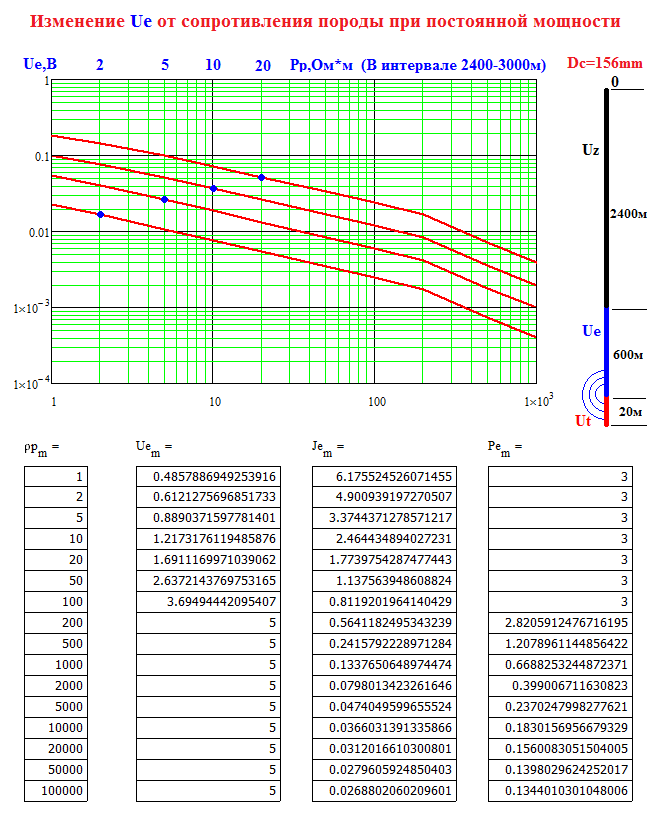 Изменение Ue от сопротивления породы при постоянной мощности
Ue,В 2 5 10 20 Рр,Ом*м (В интервале 2400-3000м) Dc=156mm
1
0
0.1
Uz
2400м
0.01
1×10⁻³
Ue
600м
1×10⁻⁴
20м
1 10 100 1×10³
Ut
ρp_m = Ue_m = Je_m = Pe_m =
1 0.4857886949253916 6.175524526071455 3
2 0.6121275696851733 4.900939197270507 3
5 0.8890371597781401 3.3744371278571217 3
10 1.2173176119485876 2.464434894027231 3
20 1.6911169971039062 1.7739754287477443 3
50 2.6372143769753165 1.137563948608824 3
100 3.69494442095407 0.8119201964140429 3
200 5 0.5641182495343239 2.8205912476716195
500 5 0.2415792228971284 1.2078961144856422
1000 5 0.1337650648974474 0.6688253244872371
2000 5 0.0798013423261646 0.399006711630823
5000 5 0.0474049599655524 0.2370247998277621
10000 5 0.0366031391335866 0.1830156956679329
20000 5 0.0312016610300801 0.1560083051504005
50000 5 0.0279605924850403 0.1398029624252017
100000 5 0.0268802060209601 0.1344010301048006